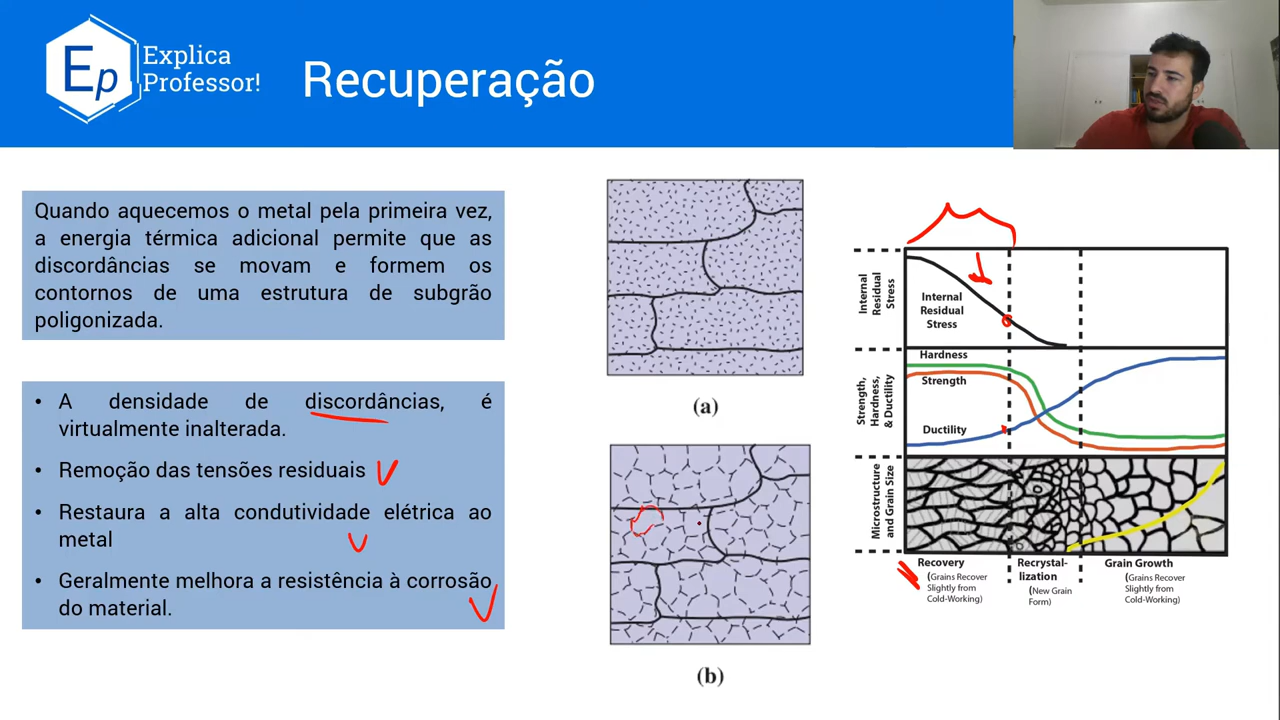 Explica
Professor!
Ep
Recuperação
Quando aquecemos o metal pela primeira vez,
a energia térmica adicional permite que as
discordâncias se movam e formem os
contornos de uma estrutura de subgrão
poligonizada.
• A densidade de discordâncias, é
virtualmente inalterada.
• Remoção das tensões residuais
• Restaura a alta condutividade elétrica ao
metal
• Geralmente melhora a resistência à corrosão
do material.
(a)
(b)
Internal
Residual
Stress
Internal
Residual
Stress
Strength,
Hardness,
& Ductility
Hardness
Strength
Ductility
Microstructure
and Grain Size
Recovery
(Grains Recover
Slightly from
Cold-Working)
Recrystal-
lization
(New Grain
Form)
Grain Growth
(Grains Recover
Slightly from
Cold-Working)